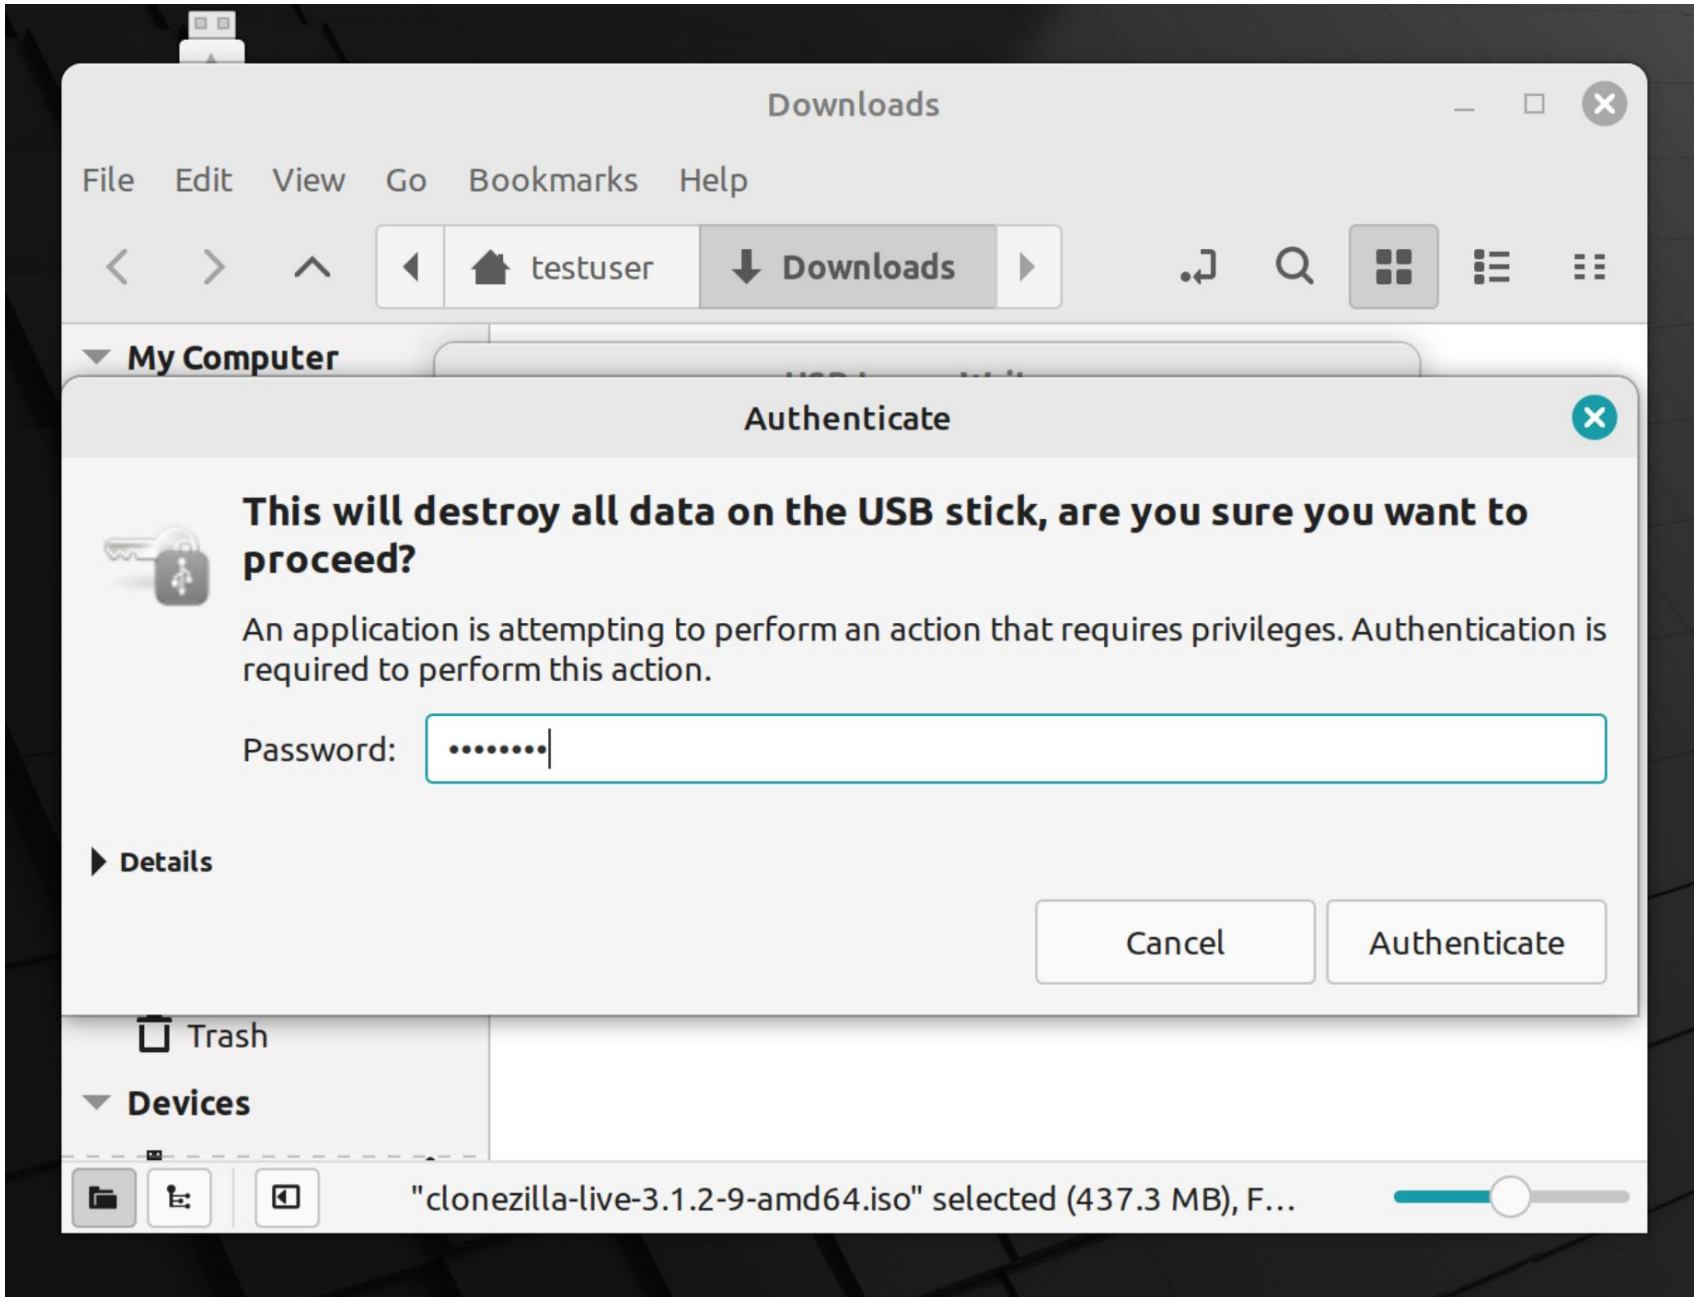 Downloads
File Edit View Go Bookmarks Help
testuser Downloads
My Computer
Authenticate
This will destroy all data on the USB stick, are you sure you want to
proceed?
An application is attempting to perform an action that requires privileges. Authentication is
required to perform this action.
Password: ••••••••
Details
Cancel Authenticate
Trash
Devices
"clonezilla-live-3.1.2-9-amd64.iso" selected (437.3 MB), F…